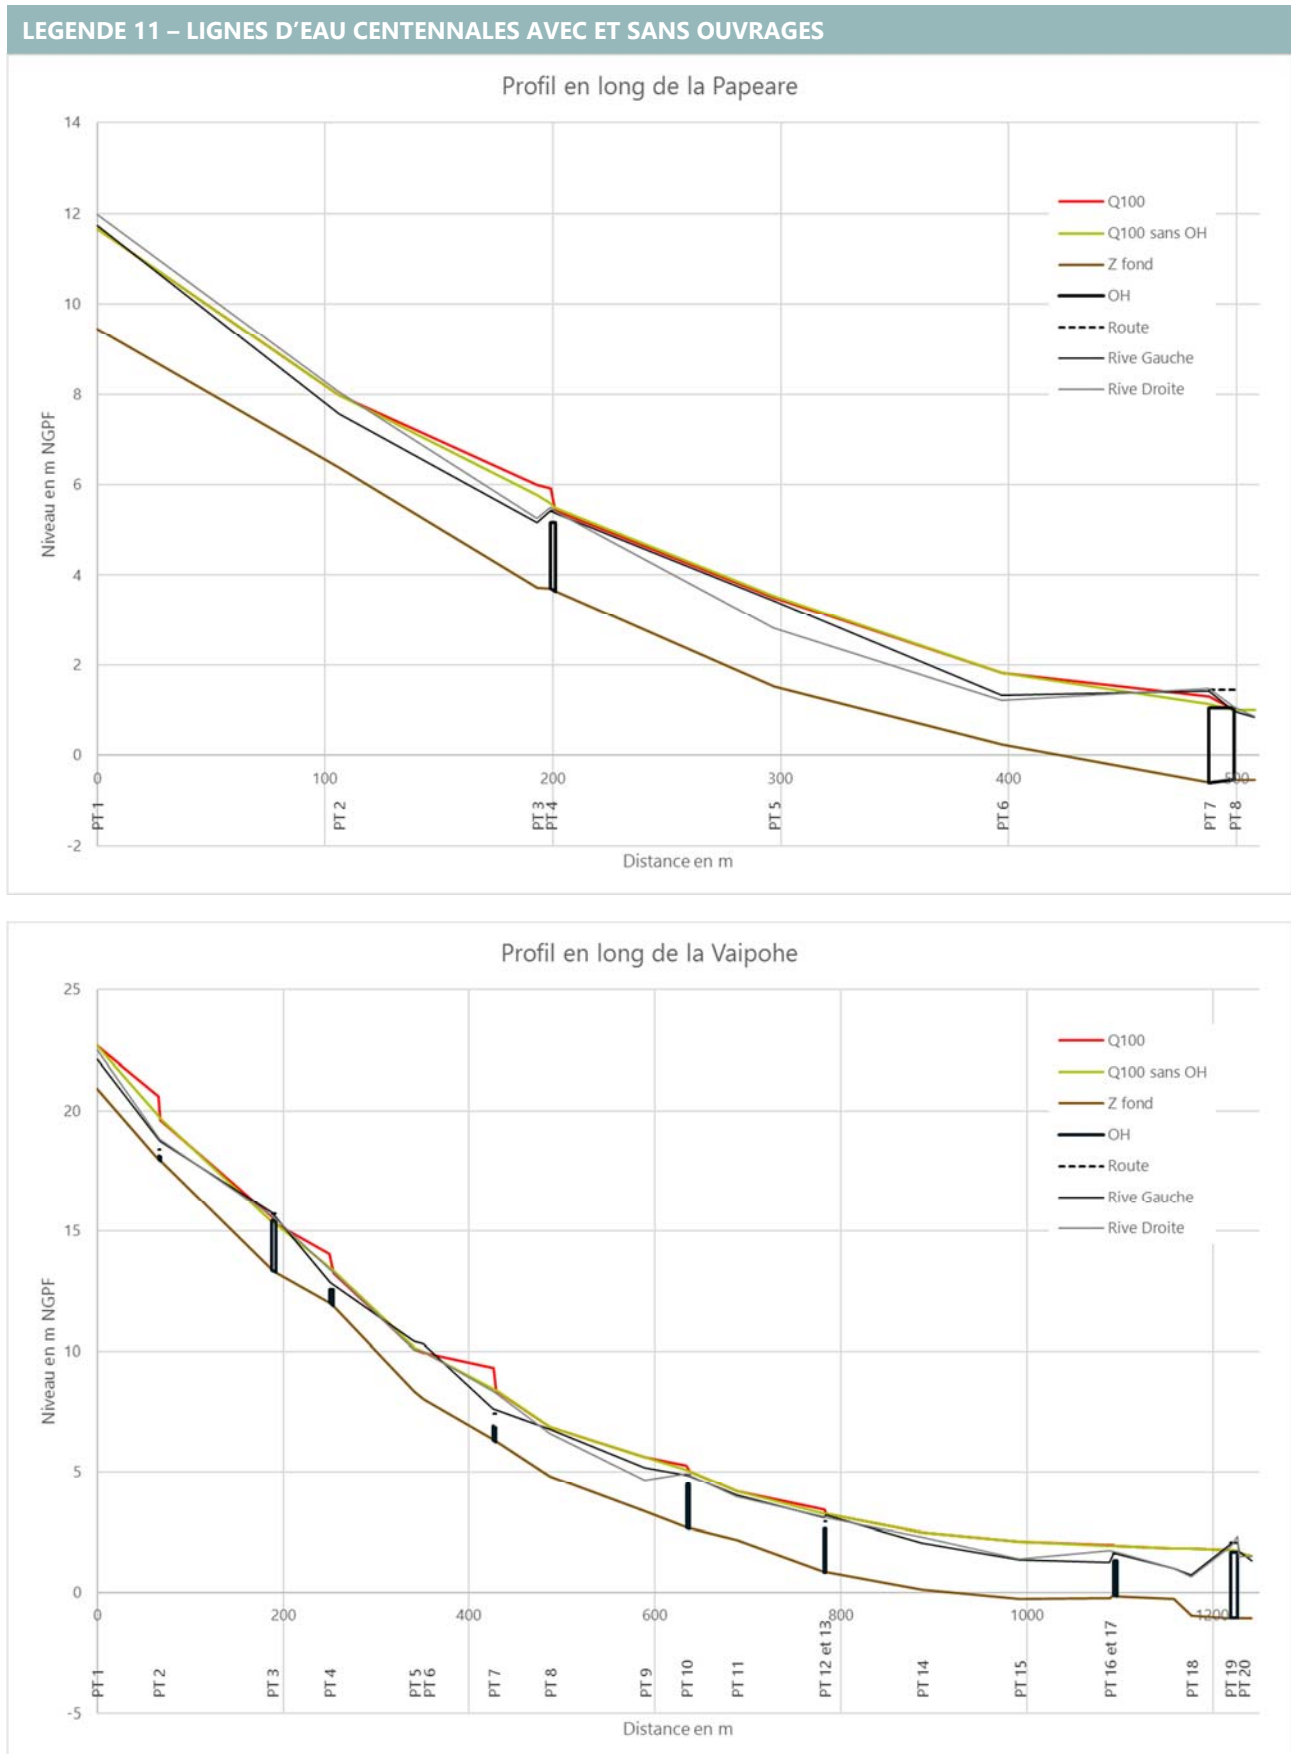 LEGENDE 11 – LIGNES D'EAU CENTENNALES AVEC ET SANS OUVRAGES
Profil en long de la Papeare
14
12
10
8
6
4
2
0
-2
Niveau en m NGPF
Q100
Q100 sans OH
Z fond
OH
Route
Rive Gauche
Rive Droite
0 100 200 300 400 500
PT 1 PT 2 PT 3 PT 4 PT 5 PT 6 PT 7 PT 8
Distance en m
Profil en long de la Vaipohe
25
20
15
10
5
0
-5
Niveau en m NGPF
Q100
Q100 sans OH
Z fond
OH
Route
Rive Gauche
Rive Droite
0 200 400 600 800 1000 1200
PT 1 PT 2 PT 3 PT 4 PT 5 PT 6 PT 7 PT 8 PT 9 PT 10 PT 11 PT 12 et 13 PT 14 PT 15 PT 16 et 17 PT 18 PT 19 PT 20
Distance en m